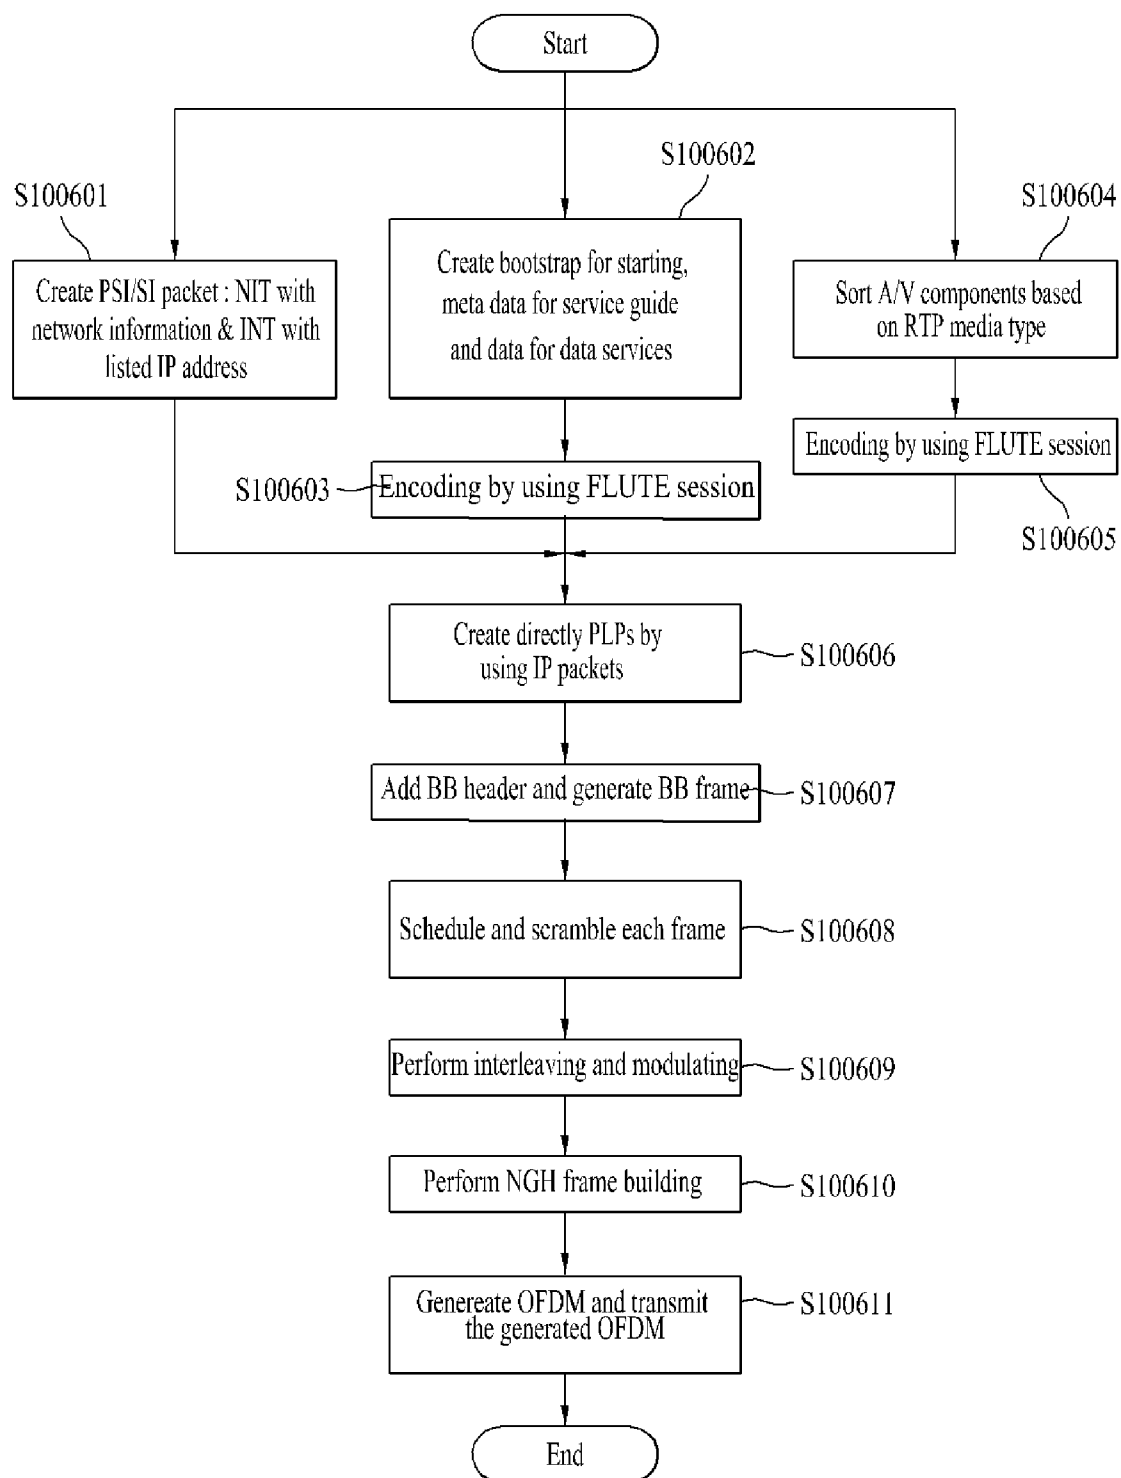 Start
S100601
Create PSI/SI packet : NIT with
network information & INT with
listed IP address
S100602
Create bootstrap for starting,
meta data for service guide
and data for data services
S100603
Encoding by using FLUTE session
S100604
Sort A/V components based
on RTP media type
Encoding by using FLUTE session
S100605
Create directly PLPs by
using IP packets
S100606
Add BB header and generate BB frame
S100607
Schedule and scramble each frame
S100608
Perform interleaving and modulating
S100609
Perform NGH frame building
S100610
Genereate OFDM and transmit
the generated OFDM
S100611
End